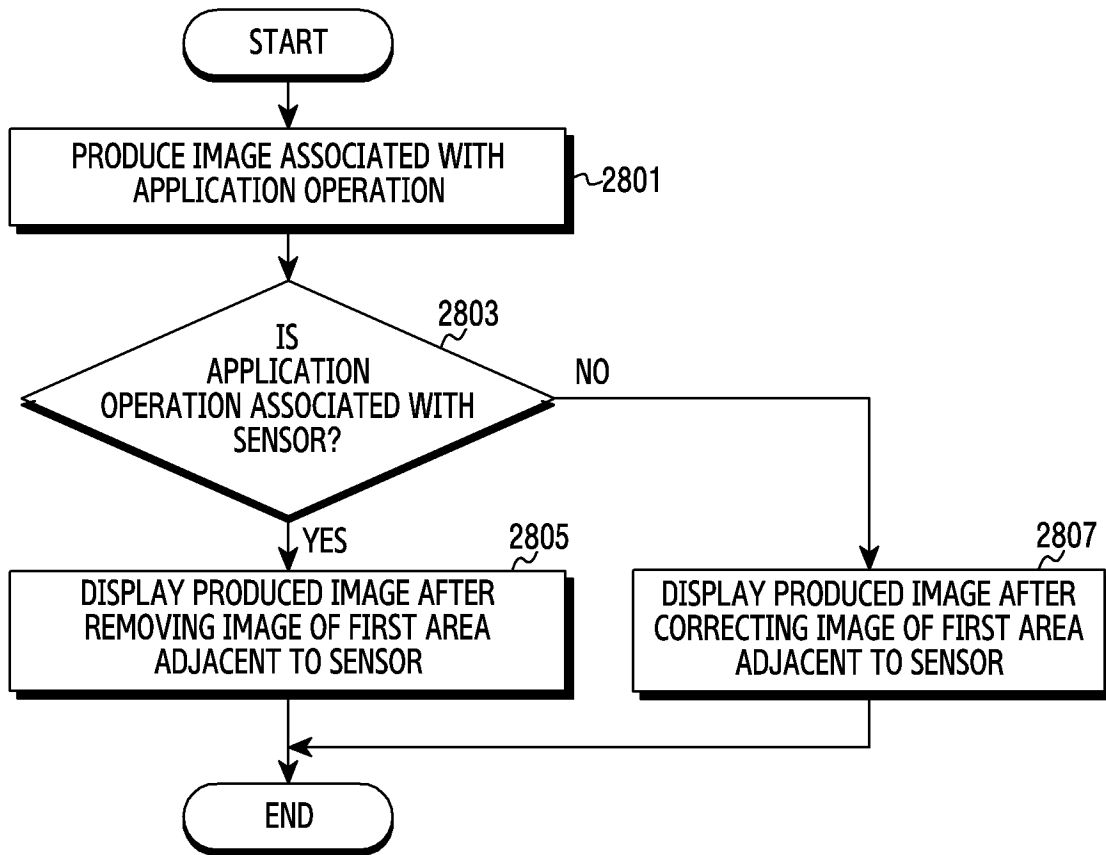 START
PRODUCE IMAGE ASSOCIATED WITH
APPLICATION OPERATION
2801
2803
IS
APPLICATION
OPERATION ASSOCIATED WITH
SENSOR?
NO
YES
2805
DISPLAY PRODUCED IMAGE AFTER
REMOVING IMAGE OF FIRST AREA
ADJACENT TO SENSOR
2807
DISPLAY PRODUCED IMAGE AFTER
CORRECTING IMAGE OF FIRST AREA
ADJACENT TO SENSOR
END